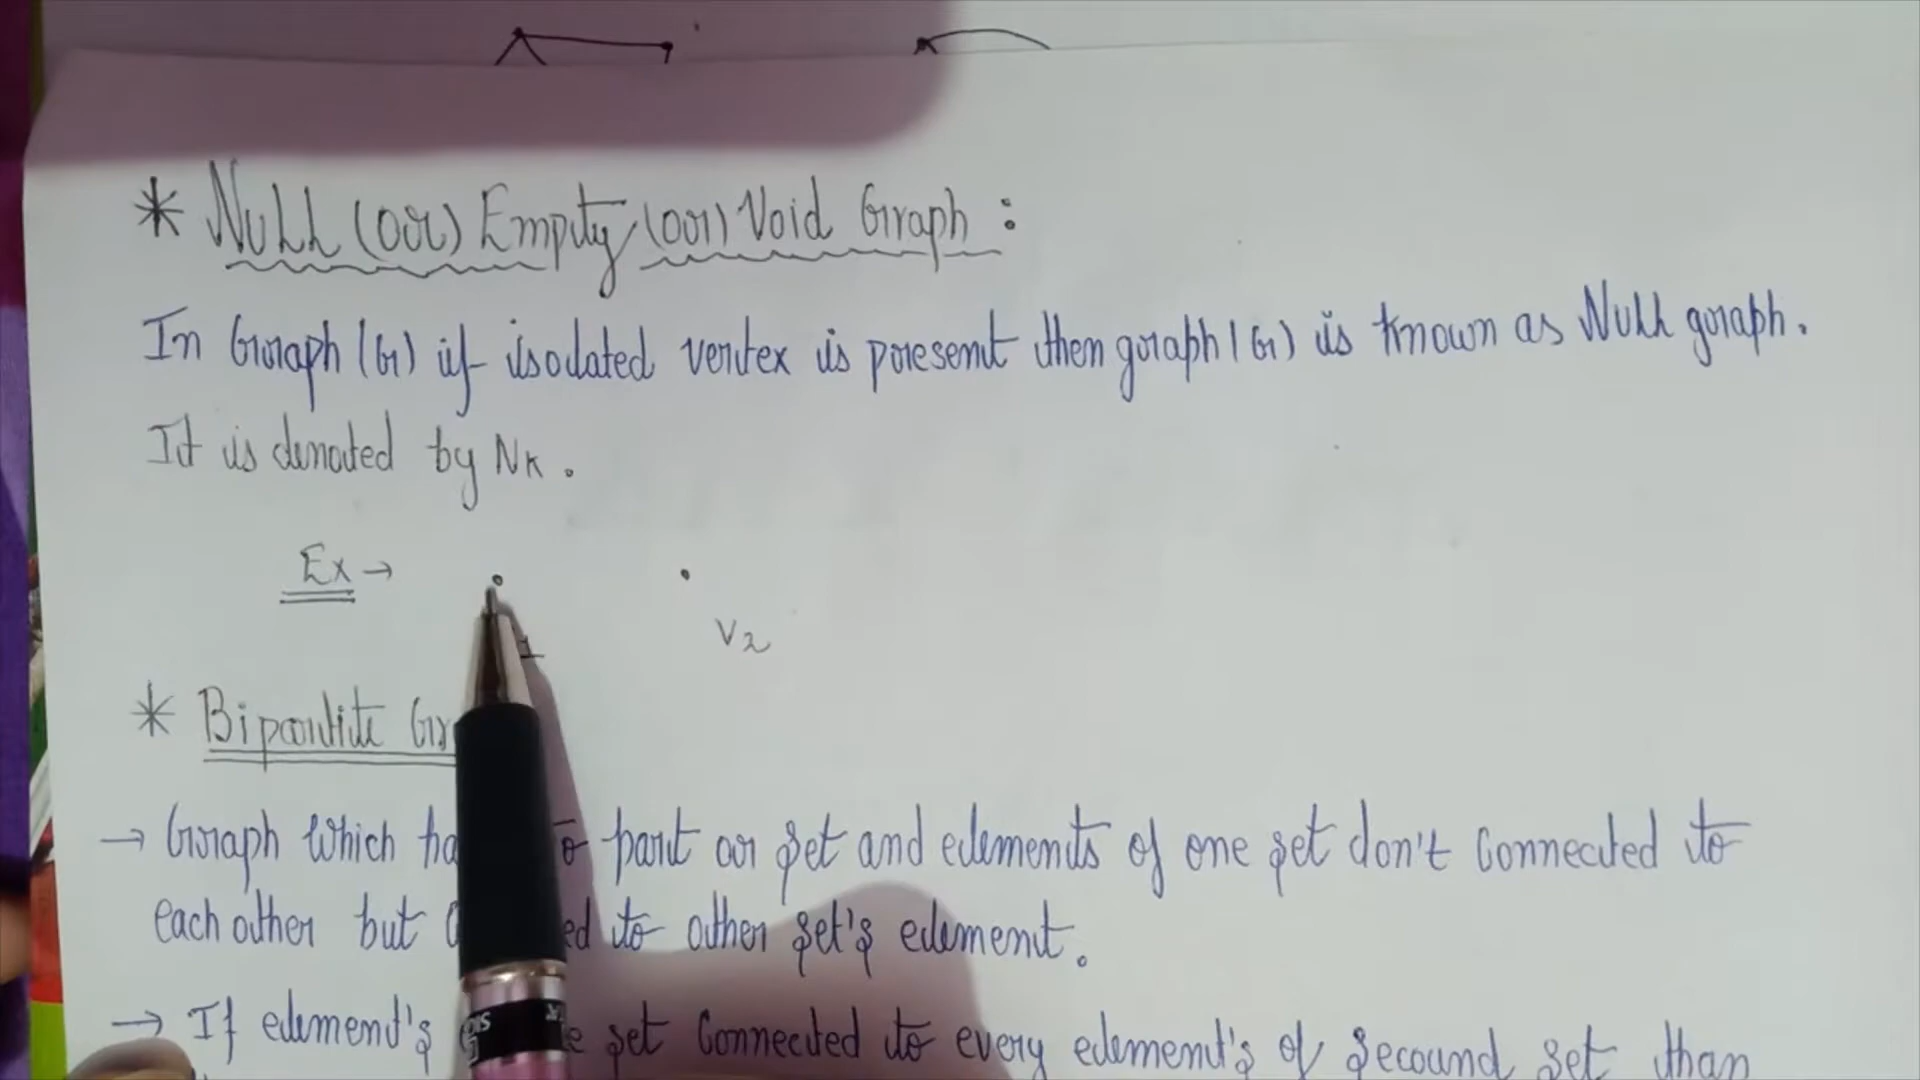 * Null (or) Empty (or) Void Graph :
In Graph (G) if isolated vertex is present then graph (G) is known as Null graph.
It is denoted by NK.
Ex →
V2
* Bipartite
→ Graph which part or set and elements of one set don't connected to
each other but to other set's element.
→ If element's set connected to every element's of secound set than